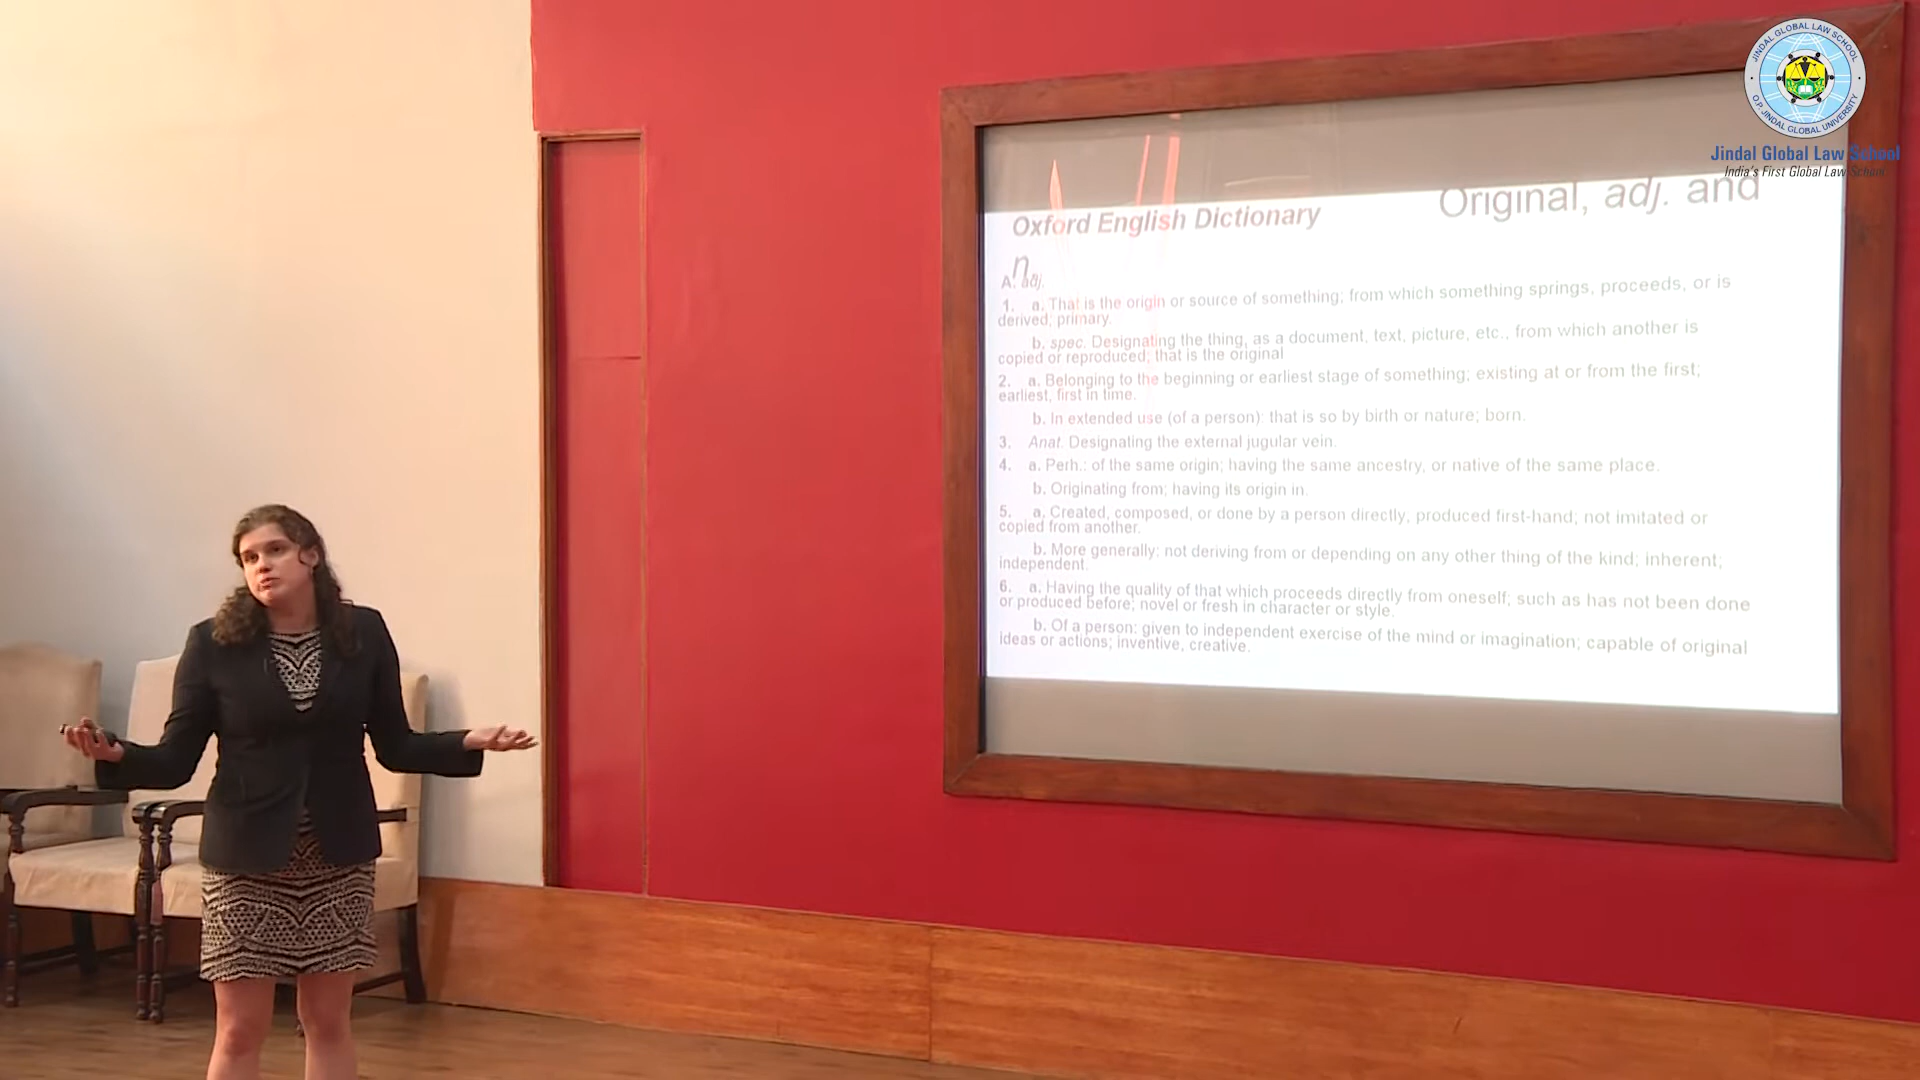 JINDAL GLOBAL LAW SCHOOL
O.P. JINDAL GLOBAL UNIVERSITY
Jindal Global Law School
India's First Global Law School
Oxford English Dictionary Original, adj. and
n
A. adj.
1. a. That is the origin or source of something; from which something springs, proceeds, or is
derived; primary.
b. spec. Designating the thing, as a document, text, picture, etc., from which another is
copied or reproduced; that is the original
2. a. Belonging to the beginning or earliest stage of something; existing at or from the first;
earliest, first in time.
b. In extended use (of a person): that is so by birth or nature; born.
3. Anat. Designating the external jugular vein.
4. a. Perh.: of the same origin; having the same ancestry, or native of the same place.
b. Originating from; having its origin in.
5. a. Created, composed, or done by a person directly, produced first-hand; not imitated or
copied from another.
b. More generally: not deriving from or depending on any other thing of the kind; inherent;
independent.
6. a. Having the quality of that which proceeds directly from oneself; such as has not been done
or produced before; novel or fresh in character or style.
b. Of a person: given to independent exercise of the mind or imagination; capable of original
ideas or actions; inventive, creative.